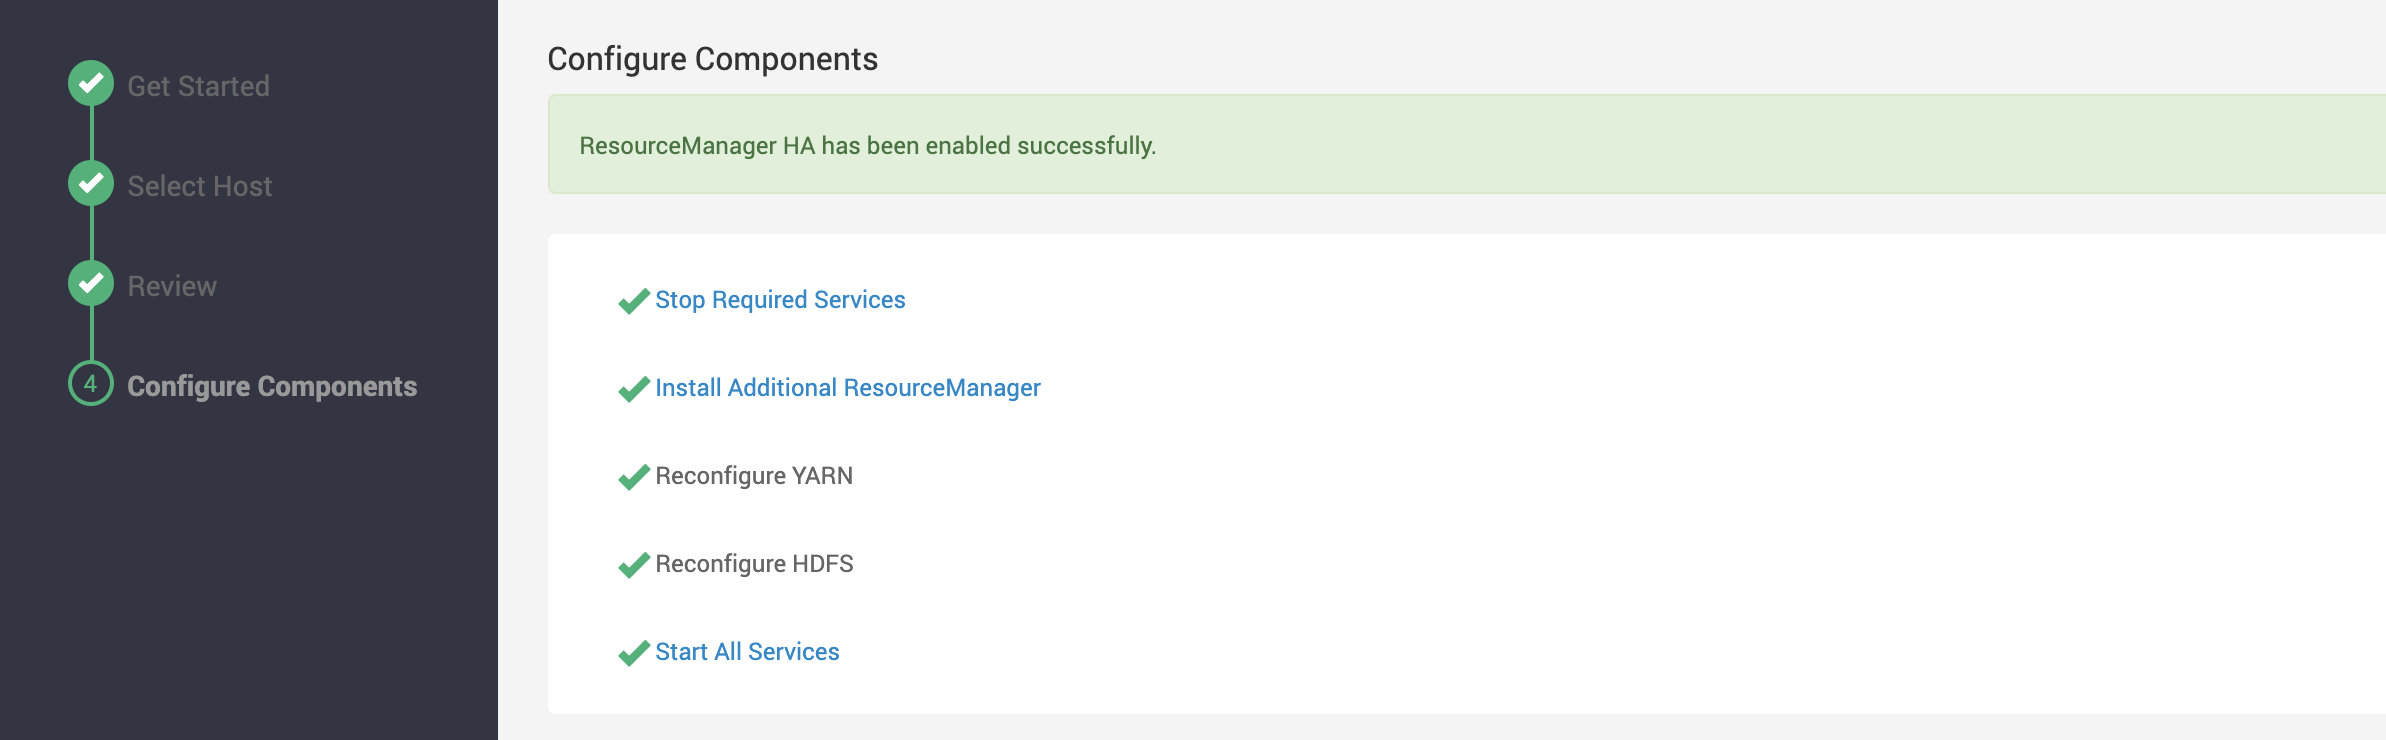 Get Started
Select Host
Review
4 Configure Components
Configure Components
ResourceManager HA has been enabled successfully.
Stop Required Services
Install Additional ResourceManager
Reconfigure YARN
Reconfigure HDFS
Start All Services